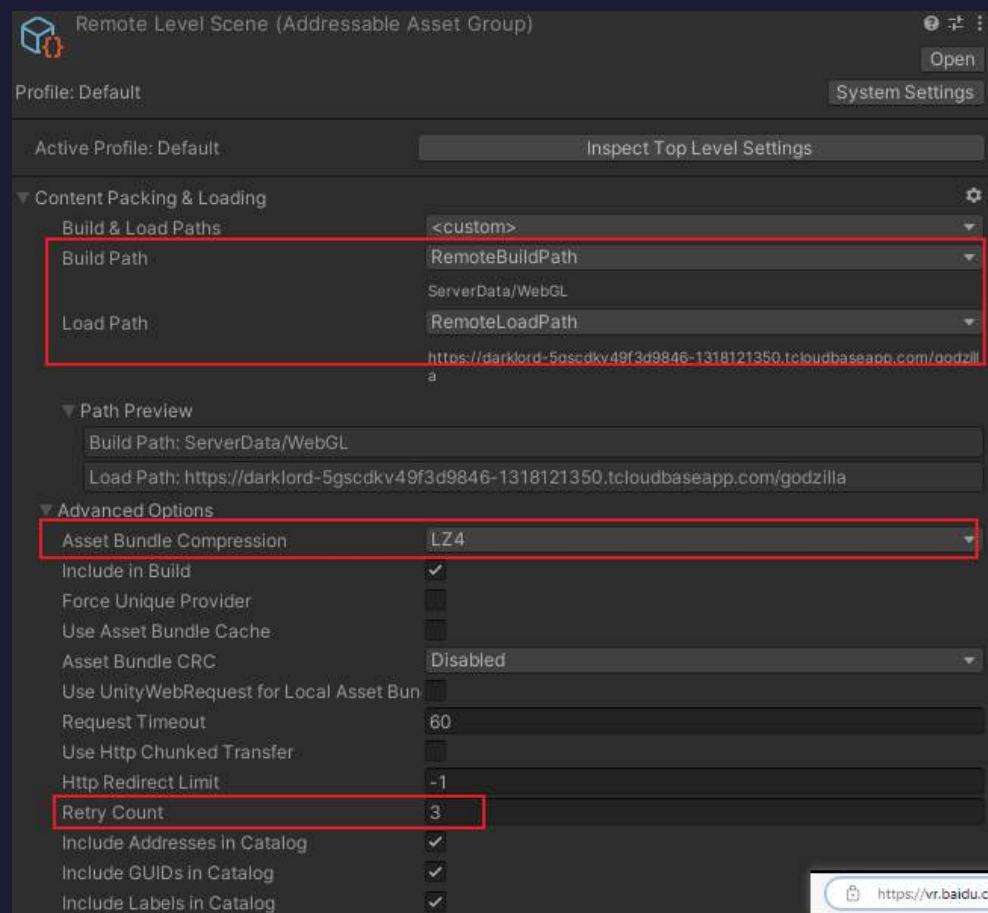 Remote Level Scene (Addressable Asset Group)
Open
Profile: Default
System Settings
Active Profile: Default
Inspect Top Level Settings
Content Packing & Loading
Build & Load Paths <custom>
Build Path RemoteBuildPath
ServerData/WebGL
Load Path RemoteLoadPath
https://darklord-5gscdkv49f3d9846-1318121350.tcloudbaseapp.com/godzill
a
Path Preview
Build Path: ServerData/WebGL
Load Path: https://darklord-5gscdkv49f3d9846-1318121350.tcloudbaseapp.com/godzilla
Advanced Options
Asset Bundle Compression LZ4
Include in Build
Force Unique Provider
Use Asset Bundle Cache
Asset Bundle CRC Disabled
Use UnityWebRequest for Local Asset Bun
Request Timeout 60
Use Http Chunked Transfer
Http Redirect Limit -1
Retry Count 3
Include Addresses in Catalog
Include GUIDs in Catalog
Include Labels in Catalog
https://vr.baidu.c